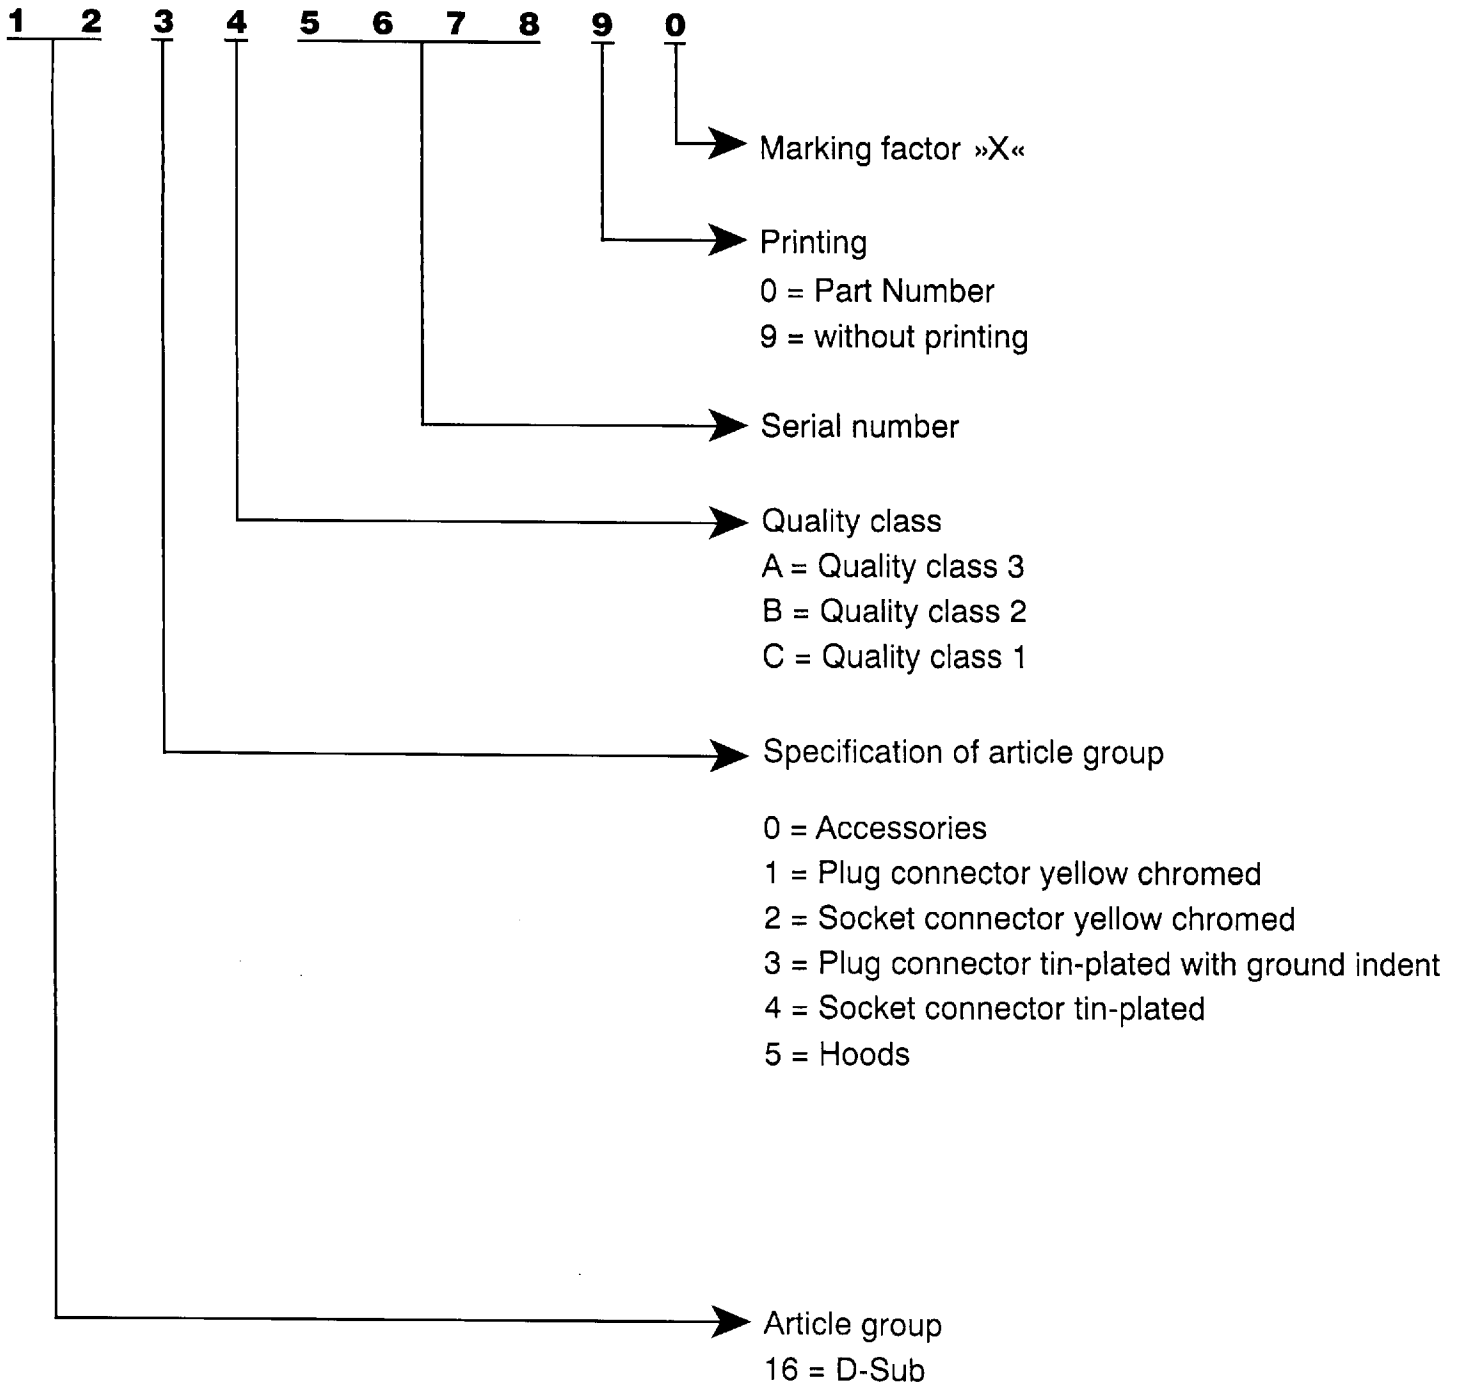 1 2 3 4 5 6 7 8 9 0
Marking factor »X«
Printing
0 = Part Number
9 = without printing
Serial number
Quality class
A = Quality class 3
B = Quality class 2
C = Quality class 1
Specification of article group
0 = Accessories
1 = Plug connector yellow chromed
2 = Socket connector yellow chromed
3 = Plug connector tin-plated with ground indent
4 = Socket connector tin-plated
5 = Hoods
Article group
16 = D-Sub